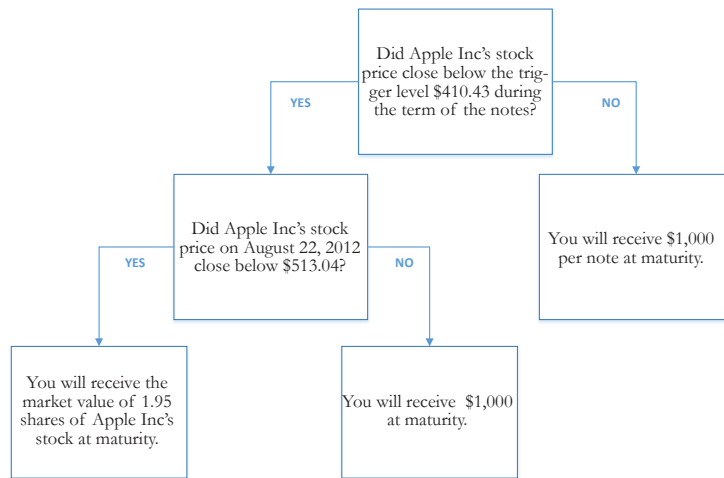 Did Apple Inc's stock
price close below the trig-
ger level $410.43 during
the term of the notes?
YES
NO
Did Apple Inc's stock
price on August 22, 2012
close below $513.04?
You will receive $1,000
per note at maturity.
YES
NO
You will receive the
market value of 1.95
shares of Apple Inc's
stock at maturity.
You will receive $1,000
at maturity.